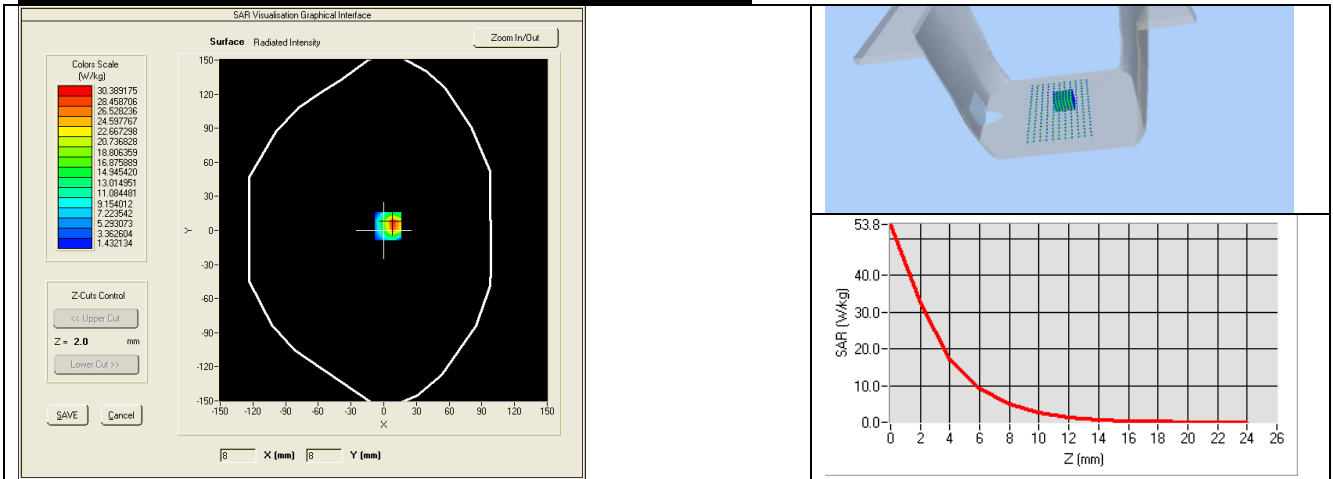 SAR Visualisation Graphical Interface
Surface Radiated Intensity
Zoom In/Out
Colors Scale
(W/kg)
30.389175
28.458706
26.528236
24.597767
22.667298
20.736828
18.806359
16.875889
14.945420
13.014951
11.084481
9.154012
7.223542
5.293073
3.362604
1.432134
Z-Cuts Control
<< Upper Cut
Z = 2.0 mm
Lower Cut >>
SAVE Cancel
150
120
90
60
30
0
-30
-60
-90
-120
-150
Y
-150 -120 -90 -60 -30 0 30 60 90 120 150
X
8 X (mm) 8 Y (mm)
53.8
40.0
30.0
20.0
10.0
0.0
SAR (W/kg)
0 2 4 6 8 10 12 14 16 18 20 22 24 26
Z (mm)